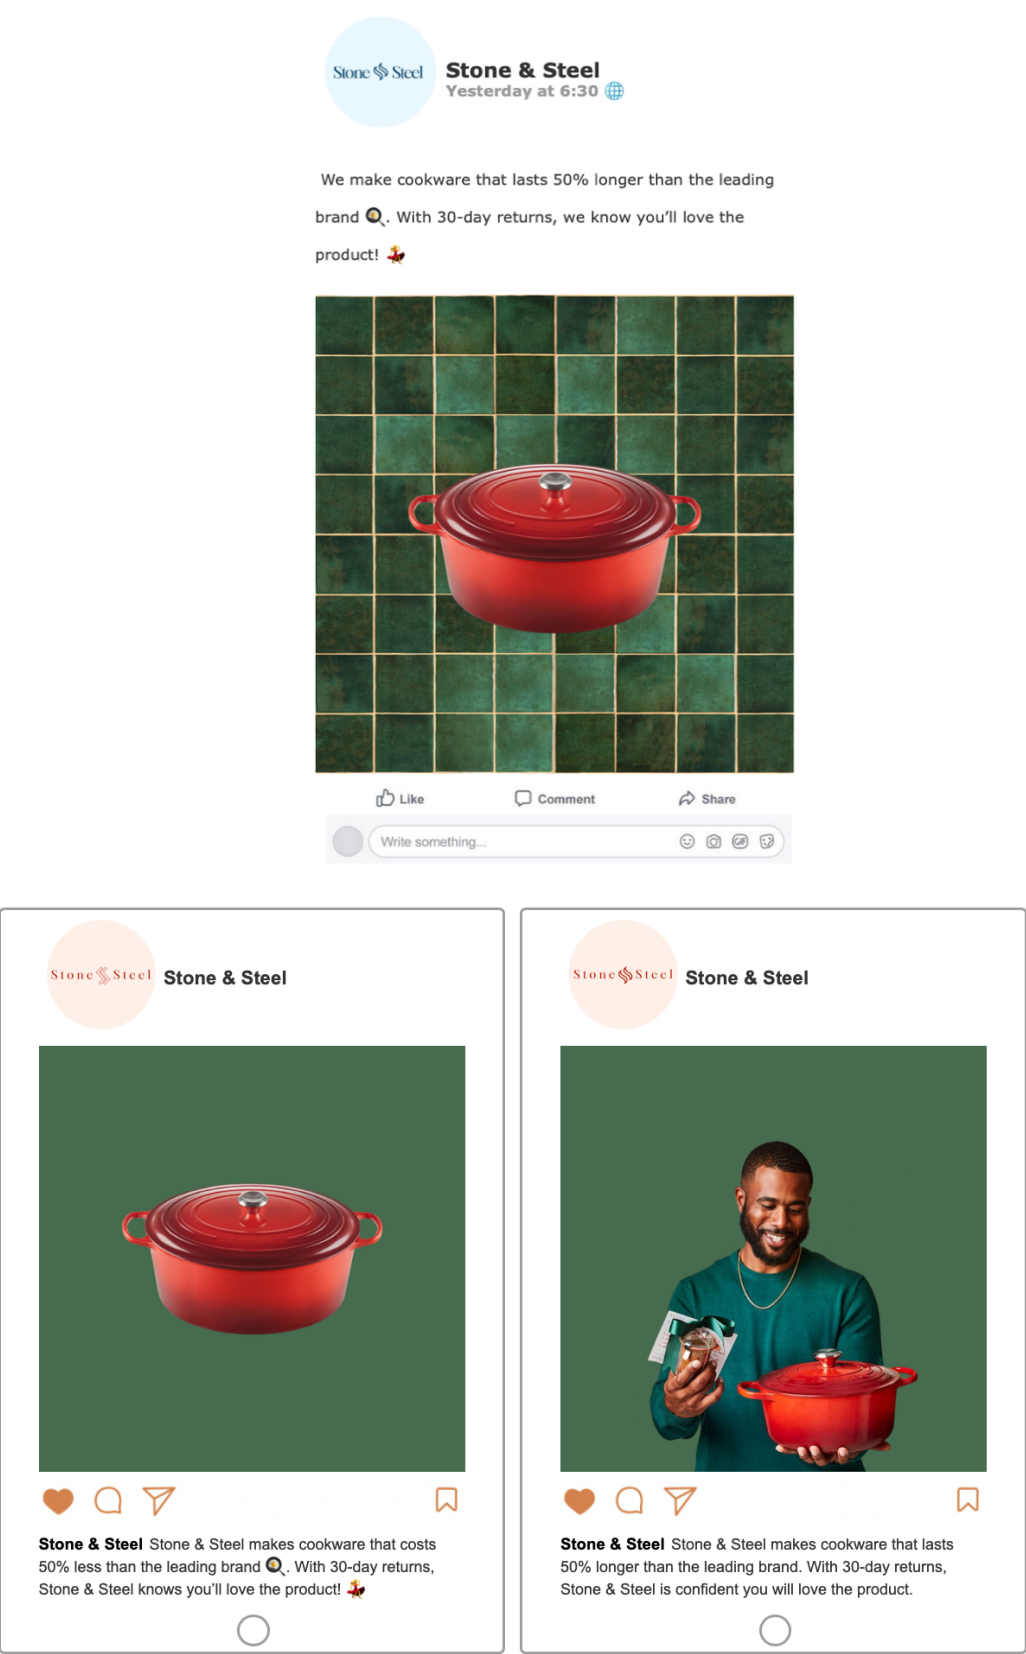 Stone Steel
Stone & Steel
Yesterday at 6:30
We make cookware that lasts 50% longer than the leading
brand 🍳. With 30-day returns, we know you’ll love the
product! 💃
Like Comment Share
Write something...
GIF
Stone Steel
Stone & Steel
Stone & Steel Stone & Steel makes cookware that costs
50% less than the leading brand 🍳. With 30-day returns,
Stone & Steel knows you’ll love the product! 💃
Stone Steel
Stone & Steel
Stone & Steel Stone & Steel makes cookware that lasts
50% longer than the leading brand. With 30-day returns,
Stone & Steel is confident you will love the product.